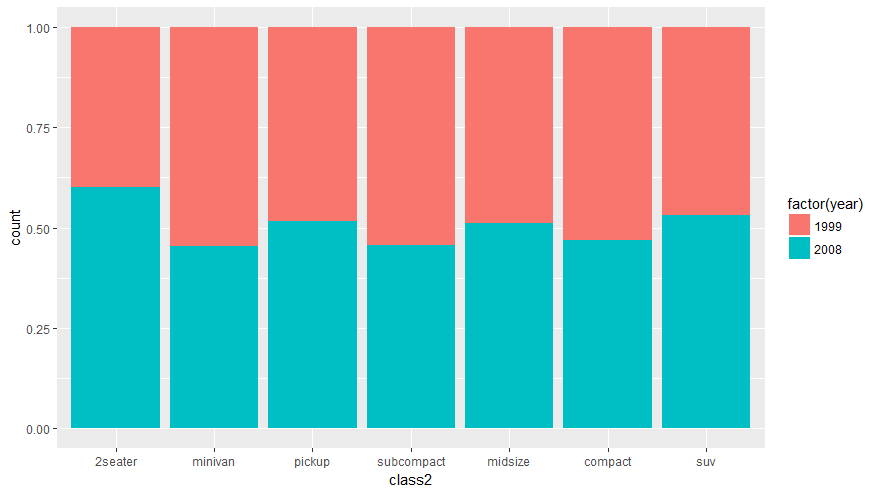 1.00
0.75
0.50
0.25
0.00
count
2seater minivan pickup subcompact midsize compact suv
class2
factor(year)
1999
2008